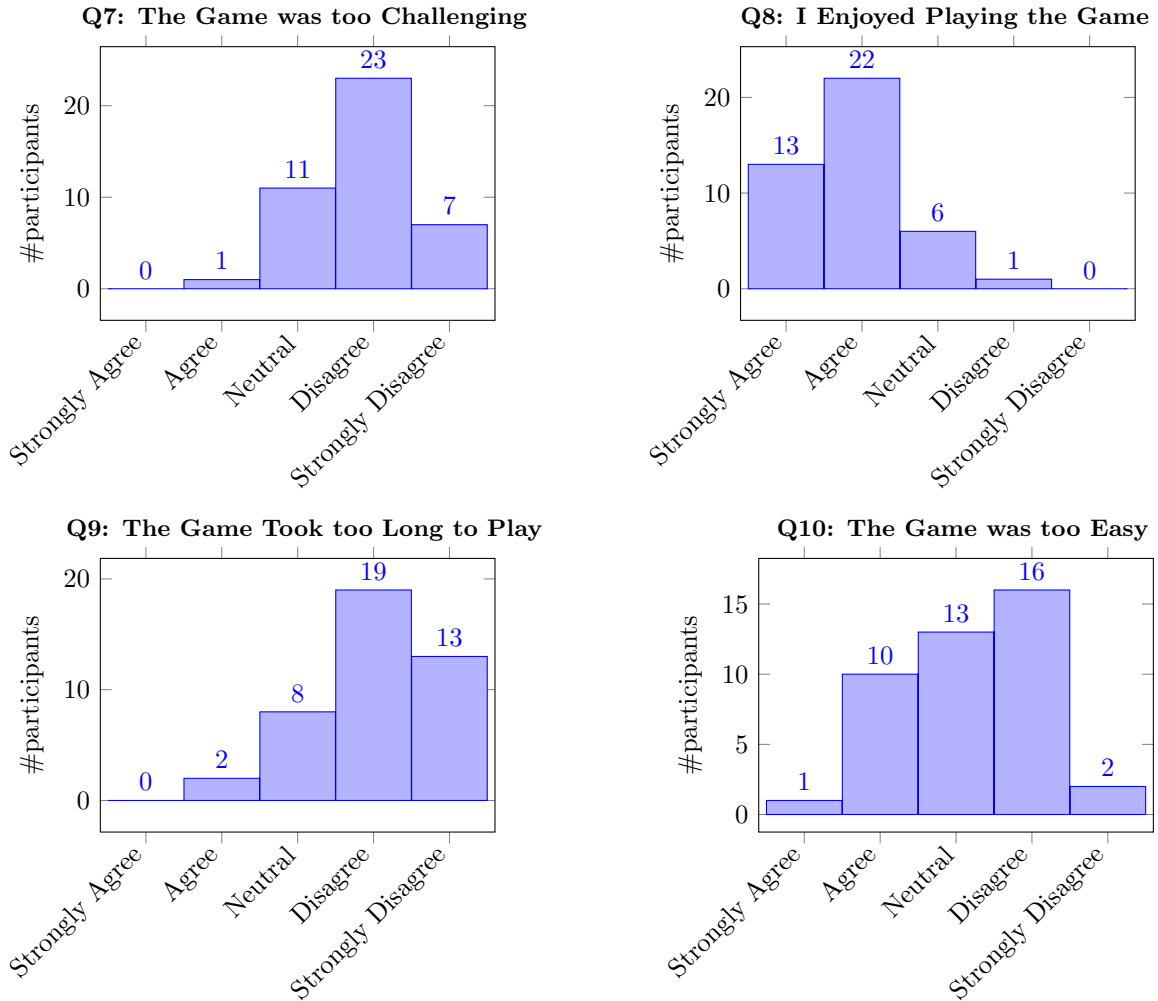 Q7: The Game was too Challenging
#participants
20
10
0
0
1
11
23
7
Strongly Agree
Agree
Neutral
Disagree
Strongly Disagree
Q8: I Enjoyed Playing the Game
#participants
20
10
0
13
22
6
1
0
Strongly Agree
Agree
Neutral
Disagree
Strongly Disagree
Q9: The Game Took too Long to Play
#participants
20
10
0
0
2
8
19
13
Strongly Agree
Agree
Neutral
Disagree
Strongly Disagree
Q10: The Game was too Easy
#participants
15
10
5
0
1
10
13
16
2
Strongly Agree
Agree
Neutral
Disagree
Strongly Disagree